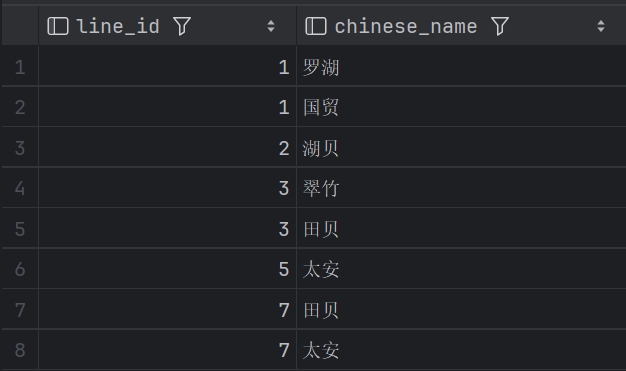 line_id chinese_name
1 1 罗湖
2 1 国贸
3 2 湖贝
4 3 翠竹
5 3 田贝
6 5 太安
7 7 田贝
8 7 太安